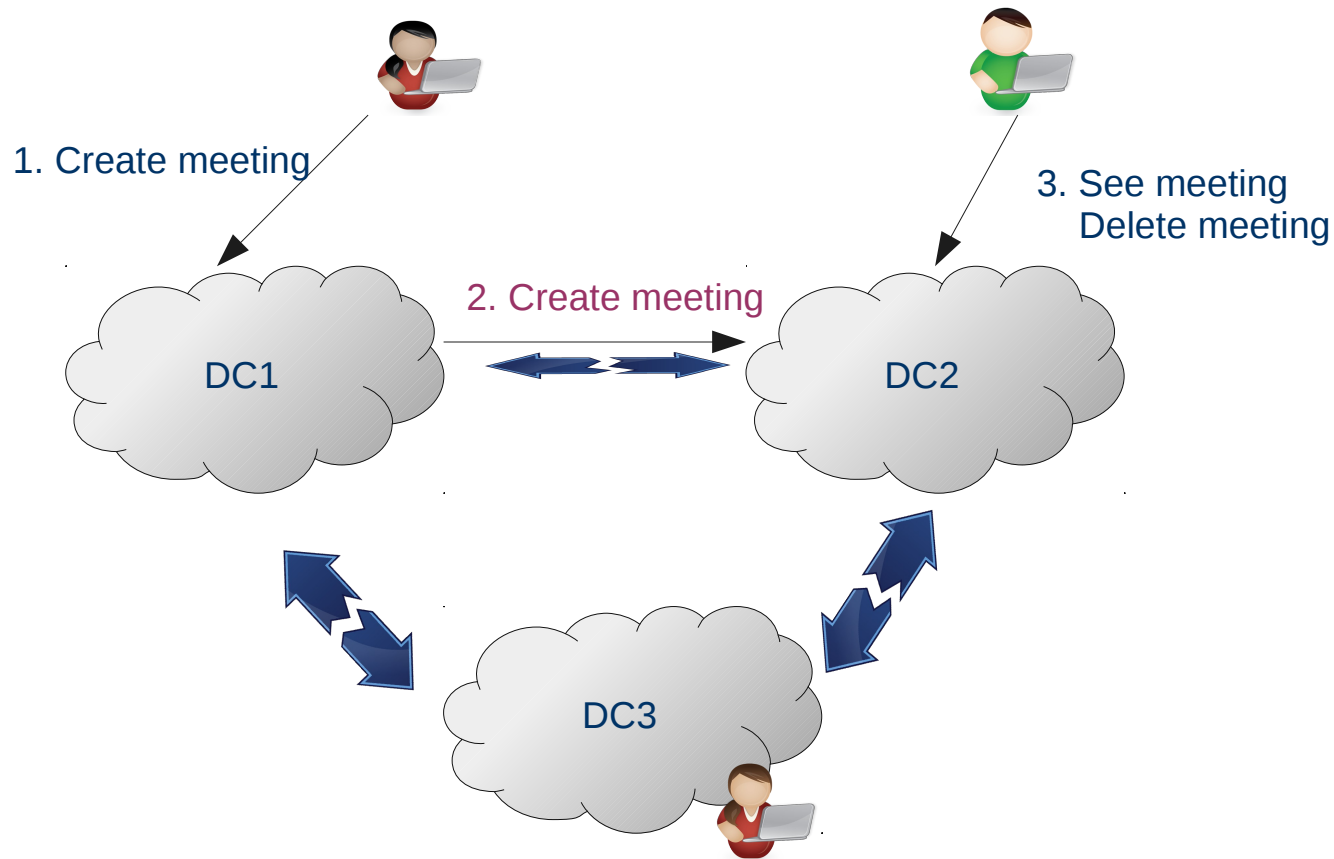 1. Create meeting
3. See meeting
Delete meeting
2. Create meeting
DC1
DC2
DC3